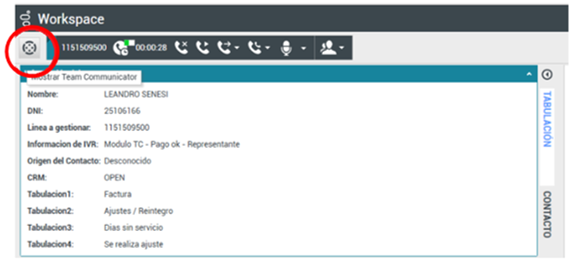 Workspace
1151509500 00:00:28
Mostrar Team Communicator
Nombre: LEANDRO SENESI
DNI: 25106166
Linea a gestionar: 1151509500
Informacion de IVR: Modulo TC - Pago ok - Representante
Origen del Contacto: Desconocido
CRM: OPEN
Tabulacion1: Factura
Tabulacion2: Ajustes / Reintegro
Tabulacion3: Dias sin servicio
Tabulacion4: Se realiza ajuste
TABULACIÓN
CONTACTO